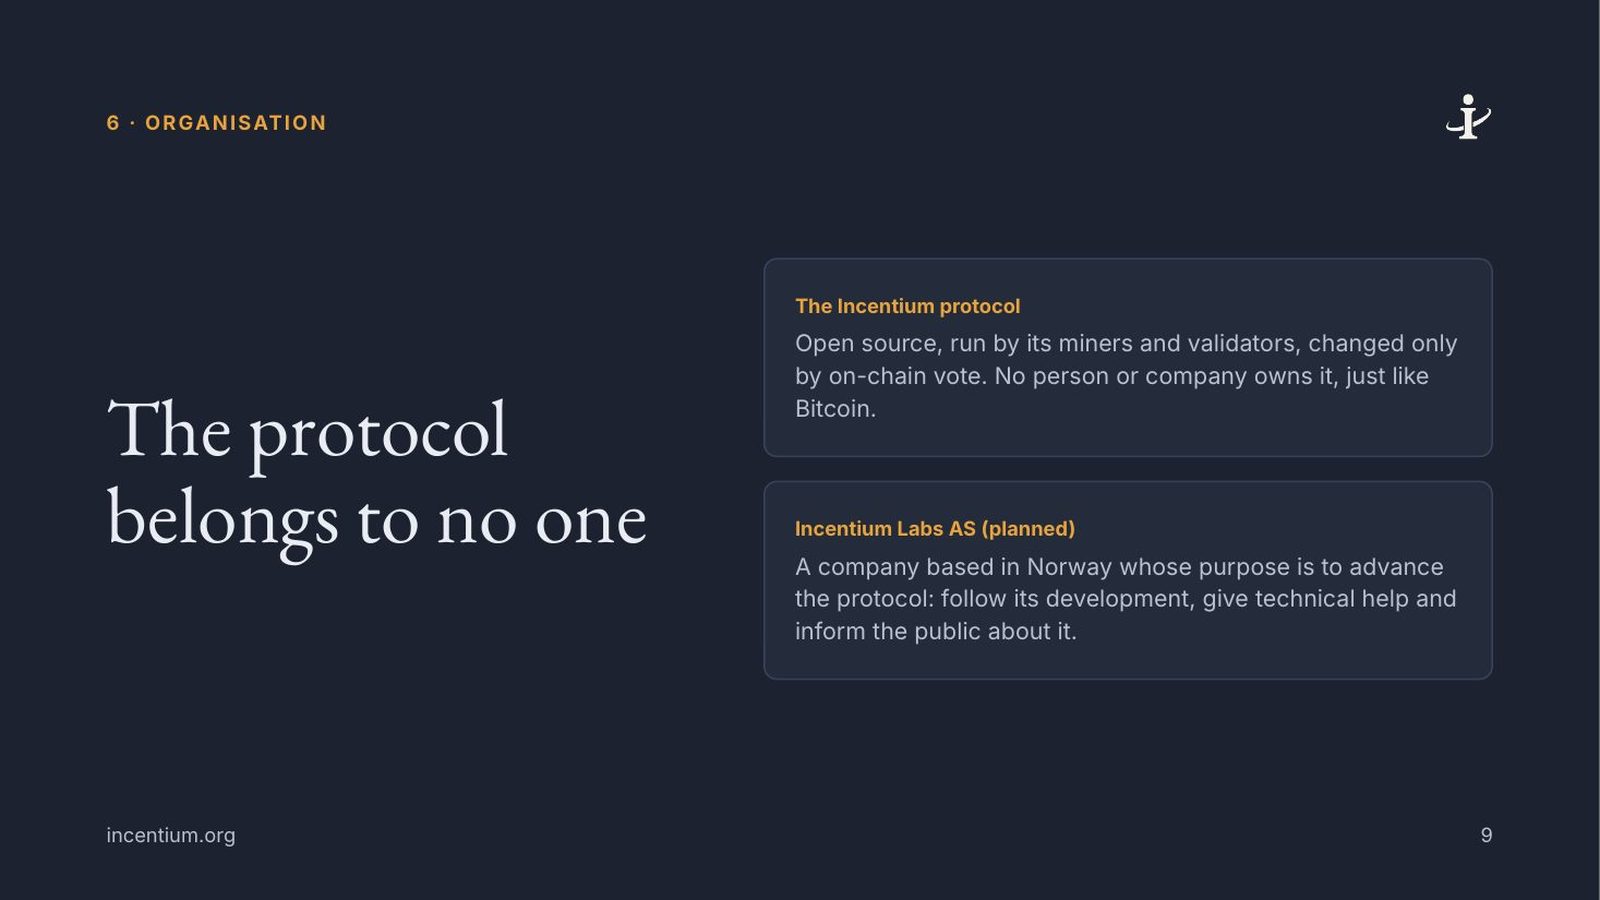 6 · ORGANISATION
The protocol
belongs to no one
The Incentium protocol
Open source, run by its miners and validators, changed only
by on-chain vote. No person or company owns it, just like
Bitcoin.
Incentium Labs AS (planned)
A company based in Norway whose purpose is to advance
the protocol: follow its development, give technical help and
inform the public about it.
incentium.org
9